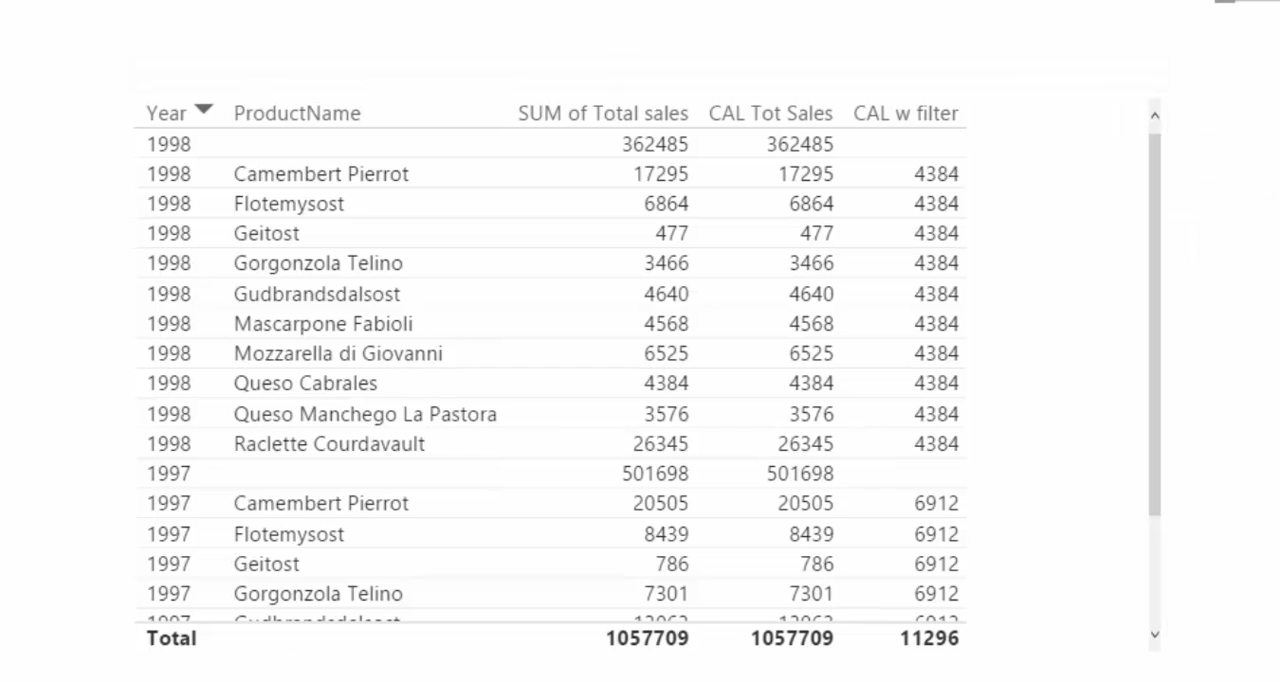 Year ProductName SUM of Total sales CAL Tot Sales CAL w filter
1998 362485 362485
1998 Camembert Pierrot 17295 17295 4384
1998 Flotemysost 6864 6864 4384
1998 Geitost 477 477 4384
1998 Gorgonzola Telino 3466 3466 4384
1998 Gudbrandsdalsost 4640 4640 4384
1998 Mascarpone Fabioli 4568 4568 4384
1998 Mozzarella di Giovanni 6525 6525 4384
1998 Queso Cabrales 4384 4384 4384
1998 Queso Manchego La Pastora 3576 3576 4384
1998 Raclette Courdavault 26345 26345 4384
1997 501698 501698
1997 Camembert Pierrot 20505 20505 6912
1997 Flotemysost 8439 8439 6912
1997 Geitost 786 786 6912
1997 Gorgonzola Telino 7301 7301 6912
Total 1057709 1057709 11296